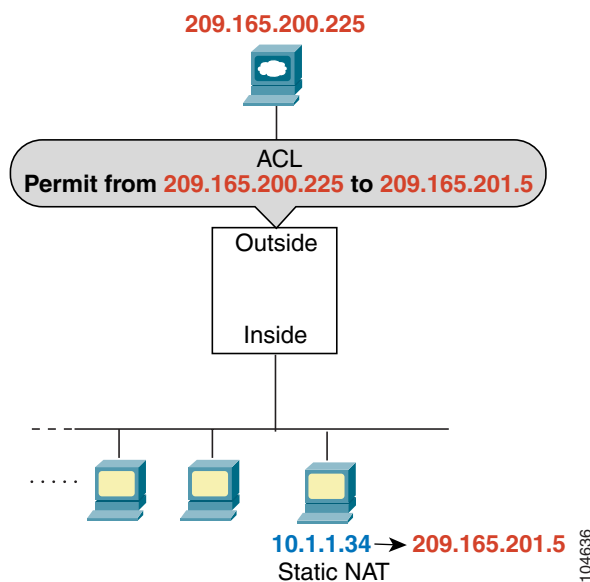 209.165.200.225
ACL
Permit from 209.165.200.225 to 209.165.201.5
Outside
Inside
10.1.1.34 209.165.201.5
Static NAT
104636